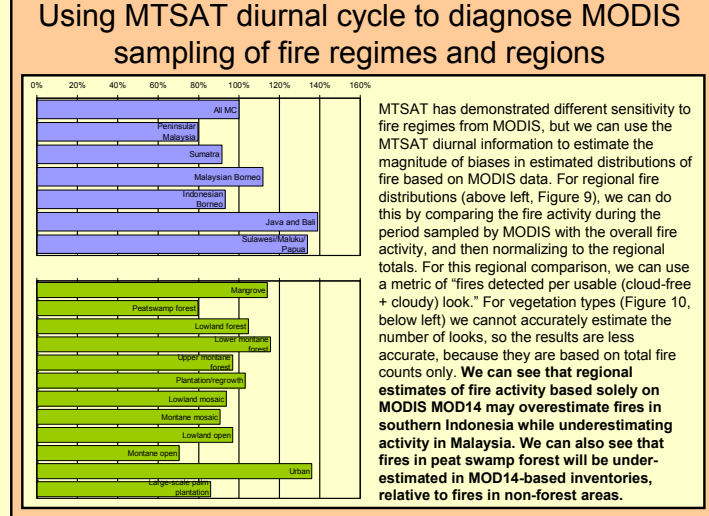 Using MTSAT diurnal cycle to diagnose MODIS
sampling of fire regimes and regions
0% 20% 40% 60% 80% 100% 120% 140% 160%
All MC
Peninsular
Malaysia
Sumatra
Malaysian Borneo
Indonesian
Borneo
Java and Bali
Sulawesi/Maluku/
Papua
Mangrove
Peatswamp forest
Lowland forest
Lower montane
forest
Upper montane
forest
Plantation/regrowth
Lowland mosaic
Montane mosaic
Lowland open
Montane open
Urban
Large-scale palm
plantation
MTSAT has demonstrated different sensitivity to
fire regimes from MODIS, but we can use the
MTSAT diurnal information to estimate the
magnitude of biases in estimated distributions of
fire based on MODIS data. For regional fire
distributions (above left, Figure 9), we can do
this by comparing the fire activity during the
period sampled by MODIS with the overall fire
activity, and then normalizing to the regional
totals. For this regional comparison, we can use
a metric of “fires detected per usable (cloud-free
+ cloudy) look.” For vegetation types (Figure 10,
below left) we cannot accurately estimate the
number of looks, so the results are less
accurate, because they are based on total fire
counts only. We can see that regional
estimates of fire activity based solely on
MODIS MOD14 may overestimate fires in
southern Indonesia while underestimating
activity in Malaysia. We can also see that
fires in peat swamp forest will be under-
estimated in MOD14-based inventories,
relative to fires in non-forest areas.